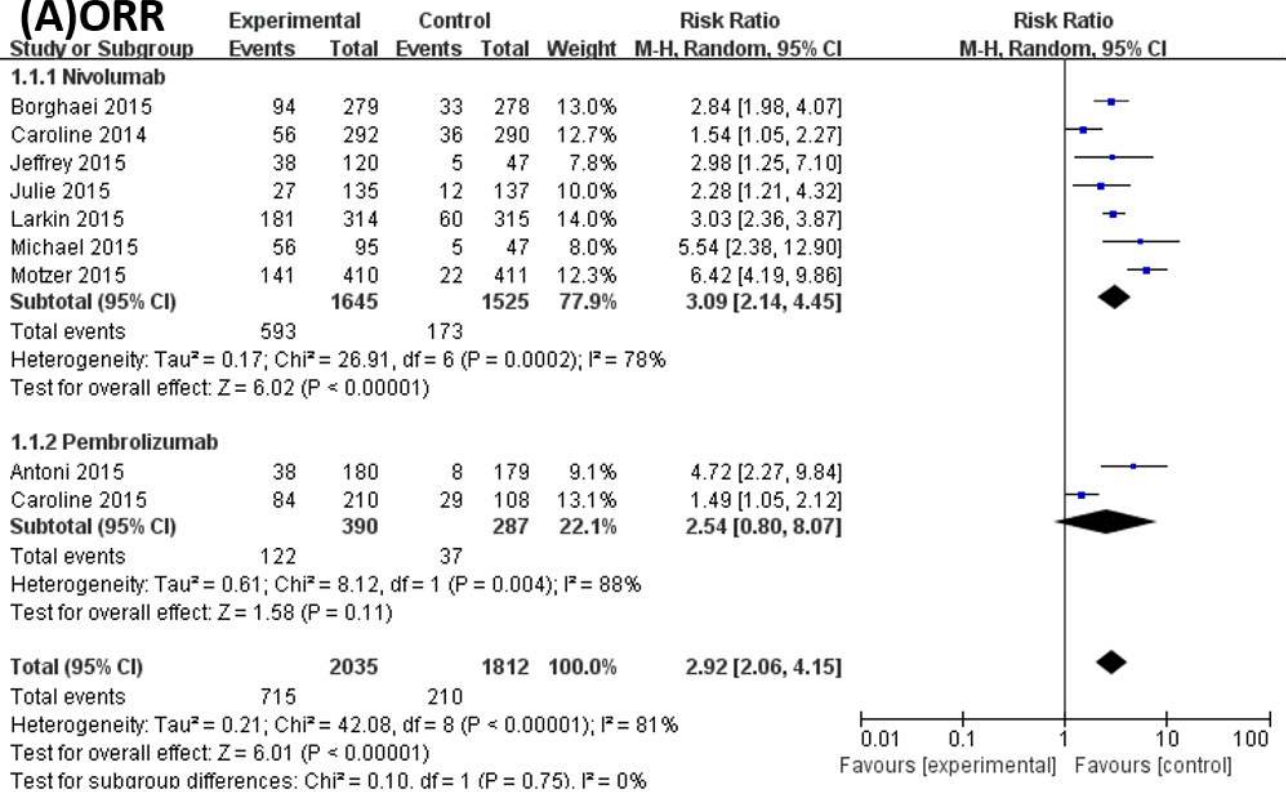 (A)ORR Experimental Control Risk Ratio Risk Ratio
Study or Subgroup Events Total Events Total Weight M-H, Random, 95% CI M-H, Random, 95% CI
1.1.1 Nivolumab
Borghaei 2015 94 279 33 278 13.0% 2.84 [1.98, 4.07]
Caroline 2014 56 292 36 290 12.7% 1.54 [1.05, 2.27]
Jeffrey 2015 38 120 5 47 7.8% 2.98 [1.25, 7.10]
Julie 2015 27 135 12 137 10.0% 2.28 [1.21, 4.32]
Larkin 2015 181 314 60 315 14.0% 3.03 [2.36, 3.87]
Michael 2015 56 95 5 47 8.0% 5.54 [2.38, 12.90]
Motzer 2015 141 410 22 411 12.3% 6.42 [4.19, 9.86]
Subtotal (95% CI) 1645 1525 77.9% 3.09 [2.14, 4.45]
Total events 593 173
Heterogeneity: Tau² = 0.17; Chi² = 26.91, df = 6 (P = 0.0002); I² = 78%
Test for overall effect: Z = 6.02 (P < 0.00001)
1.1.2 Pembrolizumab
Antoni 2015 38 180 8 179 9.1% 4.72 [2.27, 9.84]
Caroline 2015 84 210 29 108 13.1% 1.49 [1.05, 2.12]
Subtotal (95% CI) 390 287 22.1% 2.54 [0.80, 8.07]
Total events 122 37
Heterogeneity: Tau² = 0.61; Chi² = 8.12, df = 1 (P = 0.004); I² = 88%
Test for overall effect: Z = 1.58 (P = 0.11)
Total (95% CI) 2035 1812 100.0% 2.92 [2.06, 4.15]
Total events 715 210
Heterogeneity: Tau² = 0.21; Chi² = 42.08, df = 8 (P < 0.00001); I² = 81%
Test for overall effect: Z = 6.01 (P < 0.00001)
Test for subgroup differences: Chi² = 0.10, df = 1 (P = 0.75), I² = 0%
0.01 0.1 1 10 100
Favours [experimental] Favours [control]